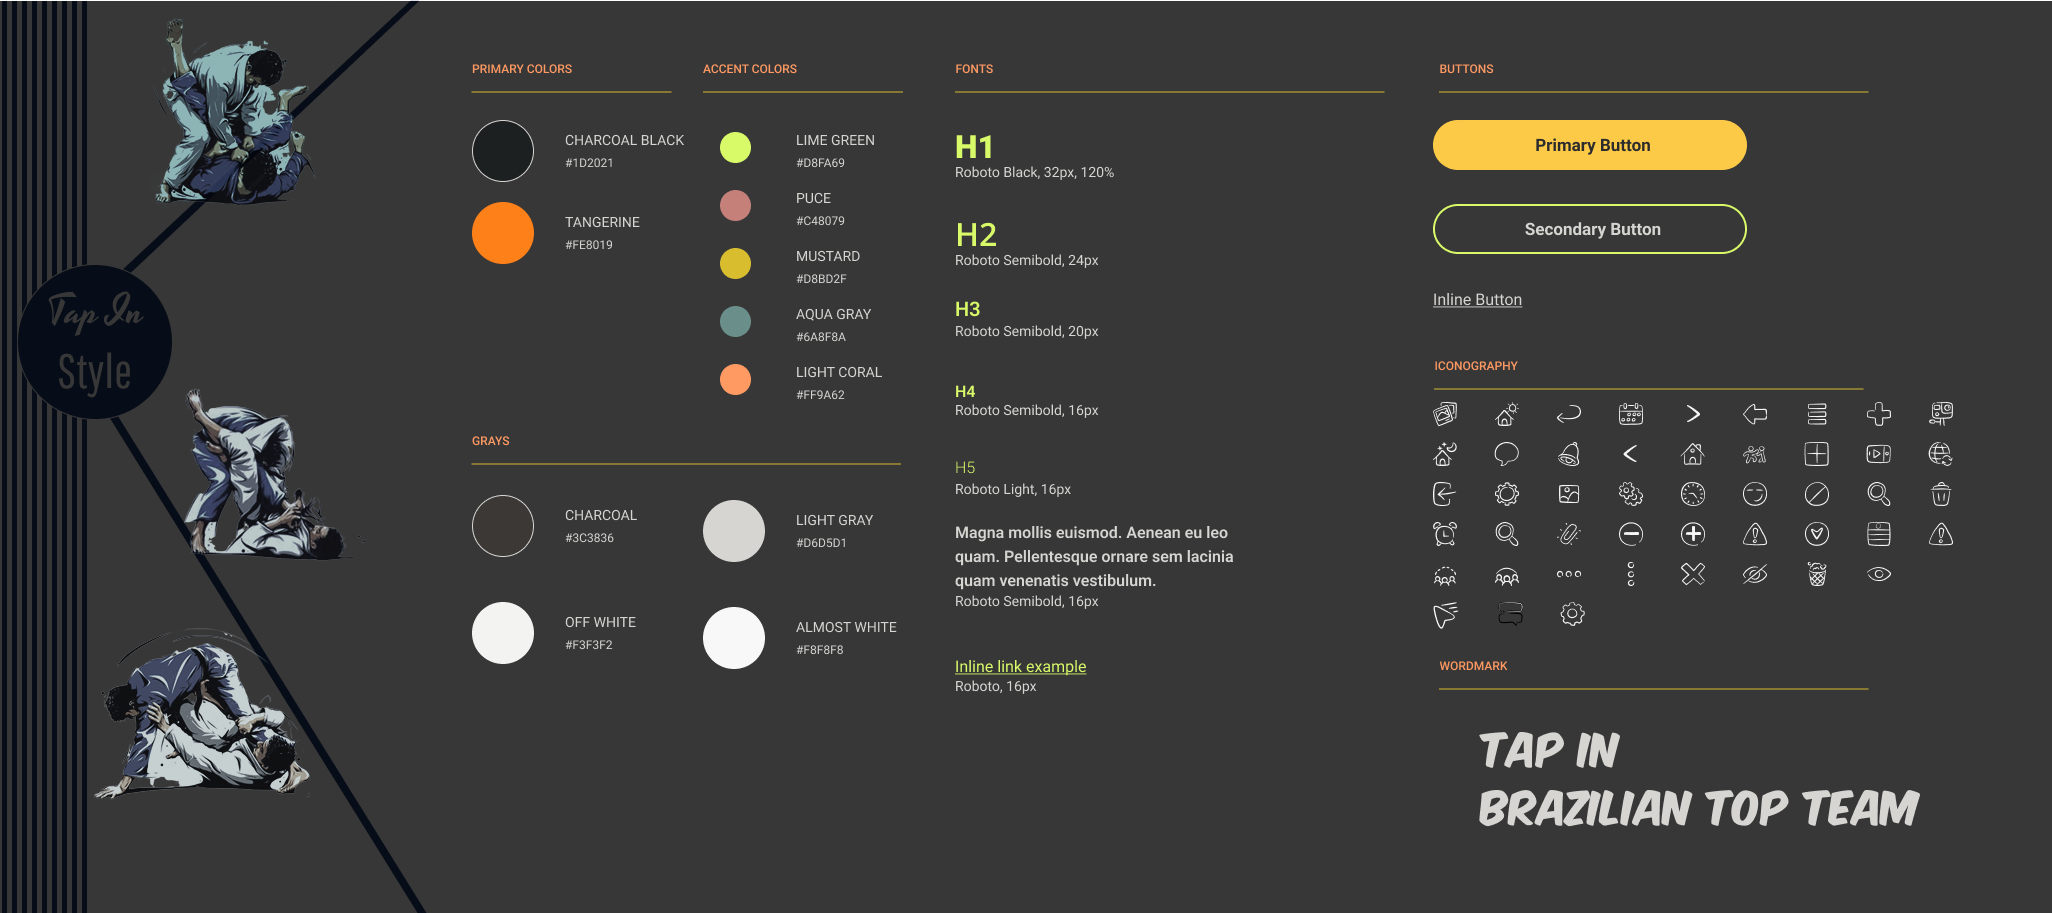 Tap In
Style
PRIMARY COLORS
CHARCOAL BLACK
#1D2021
TANGERINE
#FE8019
ACCENT COLORS
LIME GREEN
#D8FA69
PUCE
#C48079
MUSTARD
#D8BD2F
AQUA GRAY
#6A8F8A
LIGHT CORAL
#FF9A62
GRAYS
CHARCOAL
#3C3836
LIGHT GRAY
#D6D5D1
OFF WHITE
#F3F3F2
ALMOST WHITE
#F8F8F8
FONTS
H1
Roboto Black, 32px, 120%
H2
Roboto Semibold, 24px
H3
Roboto Semibold, 20px
H4
Roboto Semibold, 16px
H5
Roboto Light, 16px
Magna mollis euismod. Aenean eu leo
quam. Pellentesque ornare sem lacinia
quam venenatis vestibulum.
Roboto Semibold, 16px
Inline link example
Roboto, 16px
BUTTONS
Primary Button
Secondary Button
Inline Button
ICONOGRAPHY
WORDMARK
TAP IN
BRAZILIAN TOP TEAM